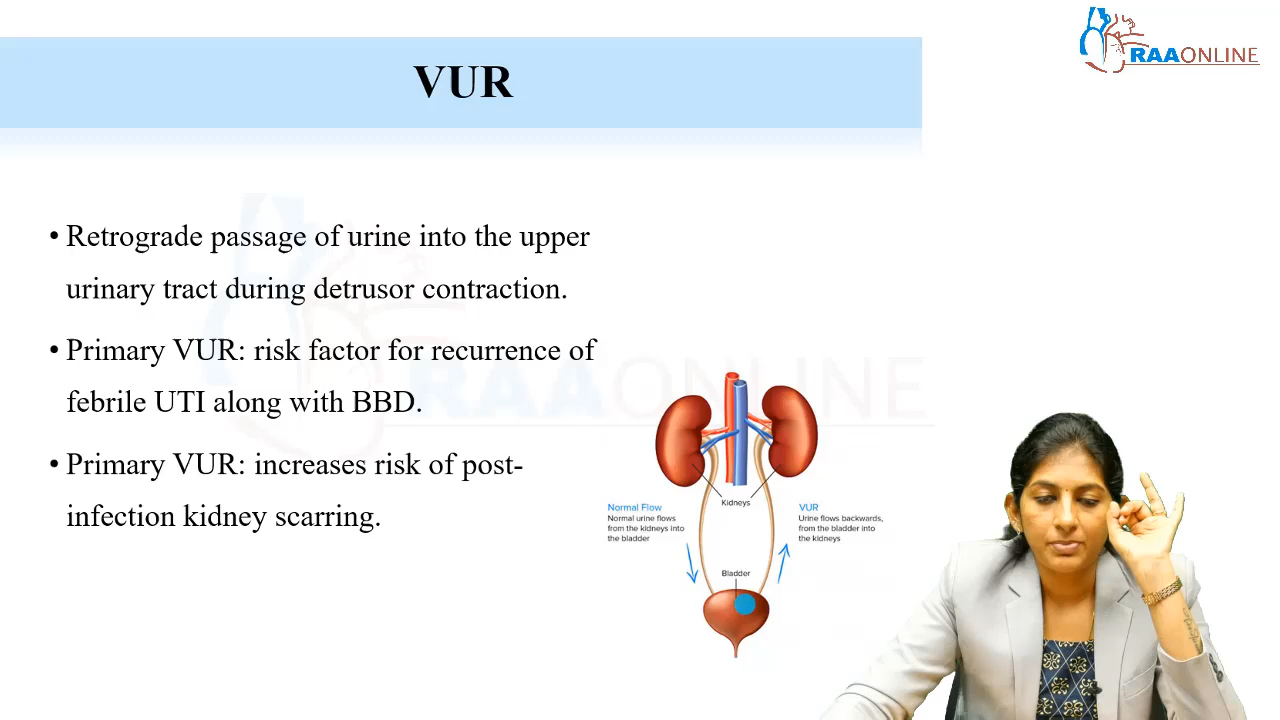 RAAONLINE
VUR
• Retrograde passage of urine into the upper
urinary tract during detrusor contraction.
• Primary VUR: risk factor for recurrence of
febrile UTI along with BBD.
• Primary VUR: increases risk of post-
infection kidney scarring.
RAAONLINE
Kidneys
Normal Flow
Normal urine flows
from the kidneys into
the bladder
VUR
Urine flows backwards,
from the bladder into
the kidneys
Bladder